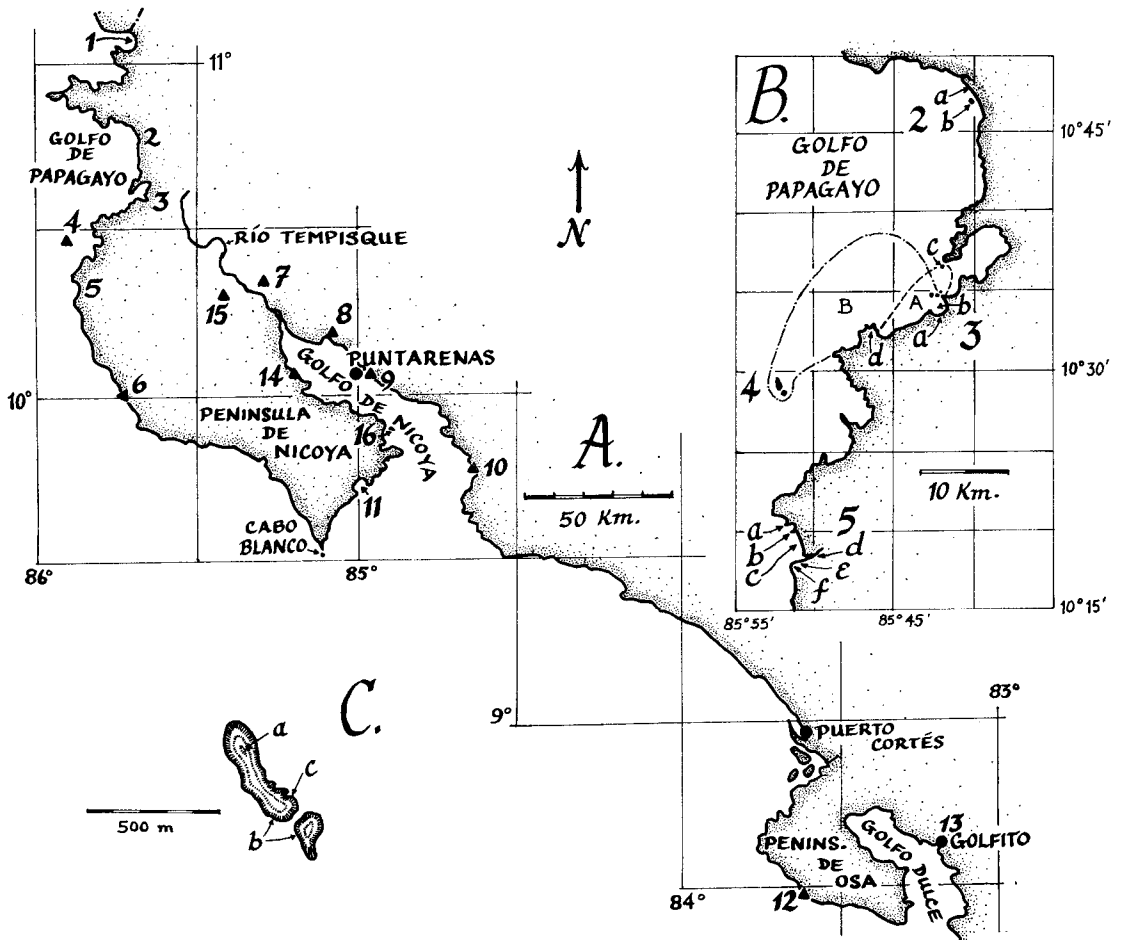 1
11°
2
GOLFO
DE
PAPAGAYO
3
4
RÍO TEMPISQUE
7
5
15
8
PUNTARENAS
9
14
GOLFO DE NICOYA
6
10°
PENINSULA
DE
NICOYA
16
10
11
CABO
BLANCO
86°
85°
N
A.
50 Km.
B.
a
b
2
10°45'
GOLFO
DE
PAPAGAYO
c
B
A
b
a
3
d
4
10°30'
10 Km.
5
a
b
c
d
e
f
10°15'
85°55'
85°45'
C.
a
c
b
500 m
9°
83°
PUERTO
CORTÉS
13
GOLFITO
PENINS.
DE
OSA
GOLFO DULCE
84°
12